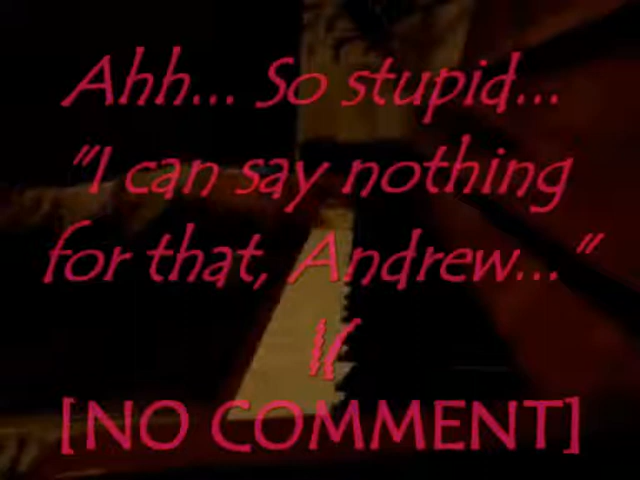 Ahh... So stupid...
"I can say nothing
for that, Andrew..."
[NO COMMENT]